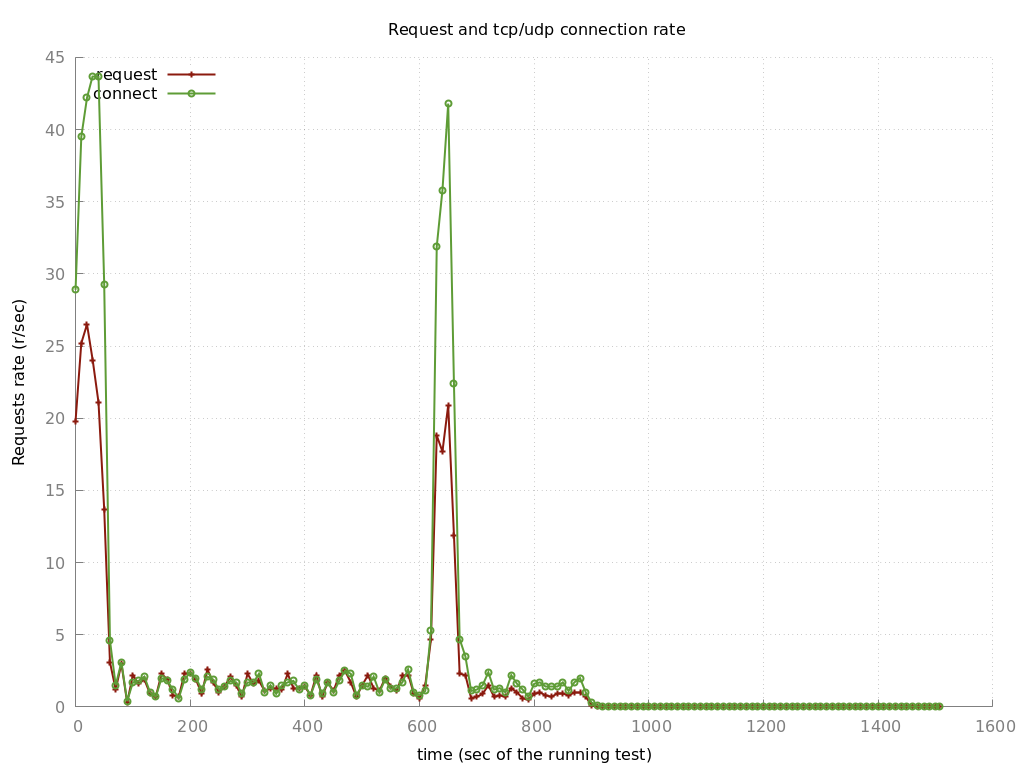 Request and tcp/udp connection rate
request
connect
45
40
35
30
25
20
15
10
5
0
Requests rate (r/sec)
0 200 400 600 800 1000 1200 1400 1600
time (sec of the running test)